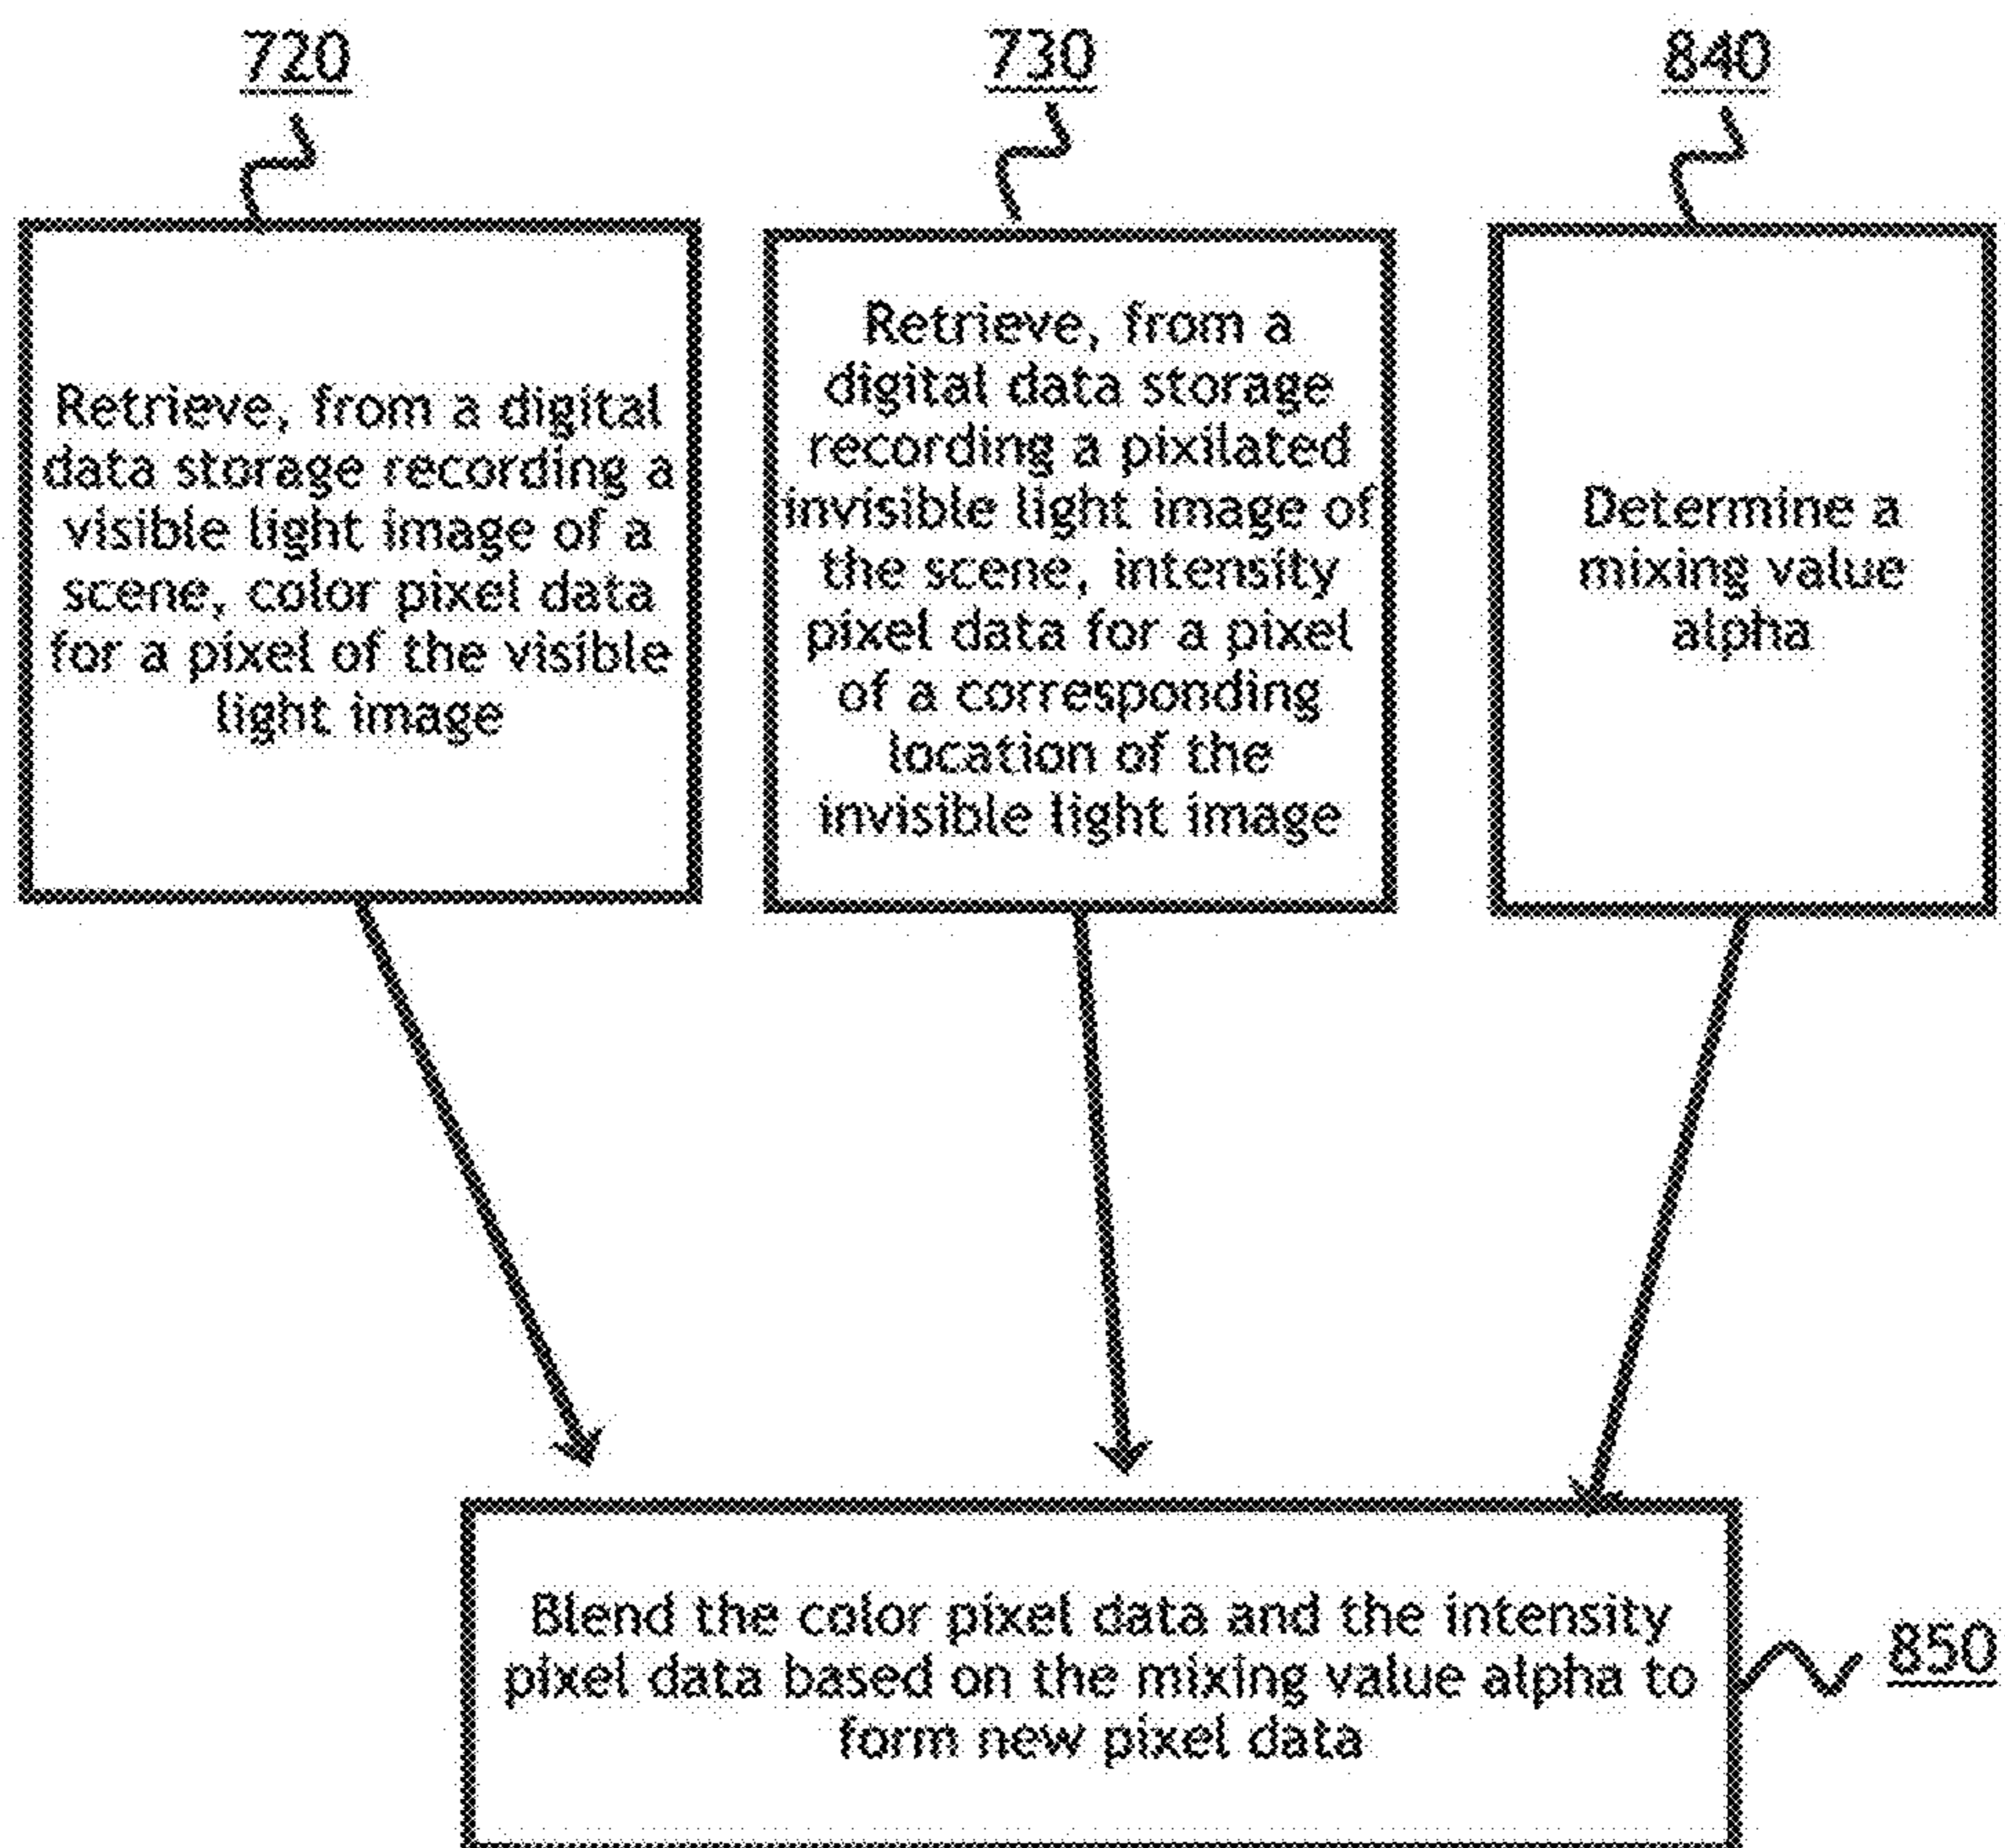 720
730
840
Retrieve, from a digital
data storage recording a
visible light image of a
scene, color pixel data
for a pixel of the visible
light image
Retrieve, from a
digital data storage
recording a pixilated
invisible light image of
the scene, intensity
pixel data for a pixel
of a corresponding
location of the
invisible light image
Determine a
mixing value
alpha
Blend the color pixel data and the intensity
pixel data based on the mixing value alpha to
form new pixel data
850